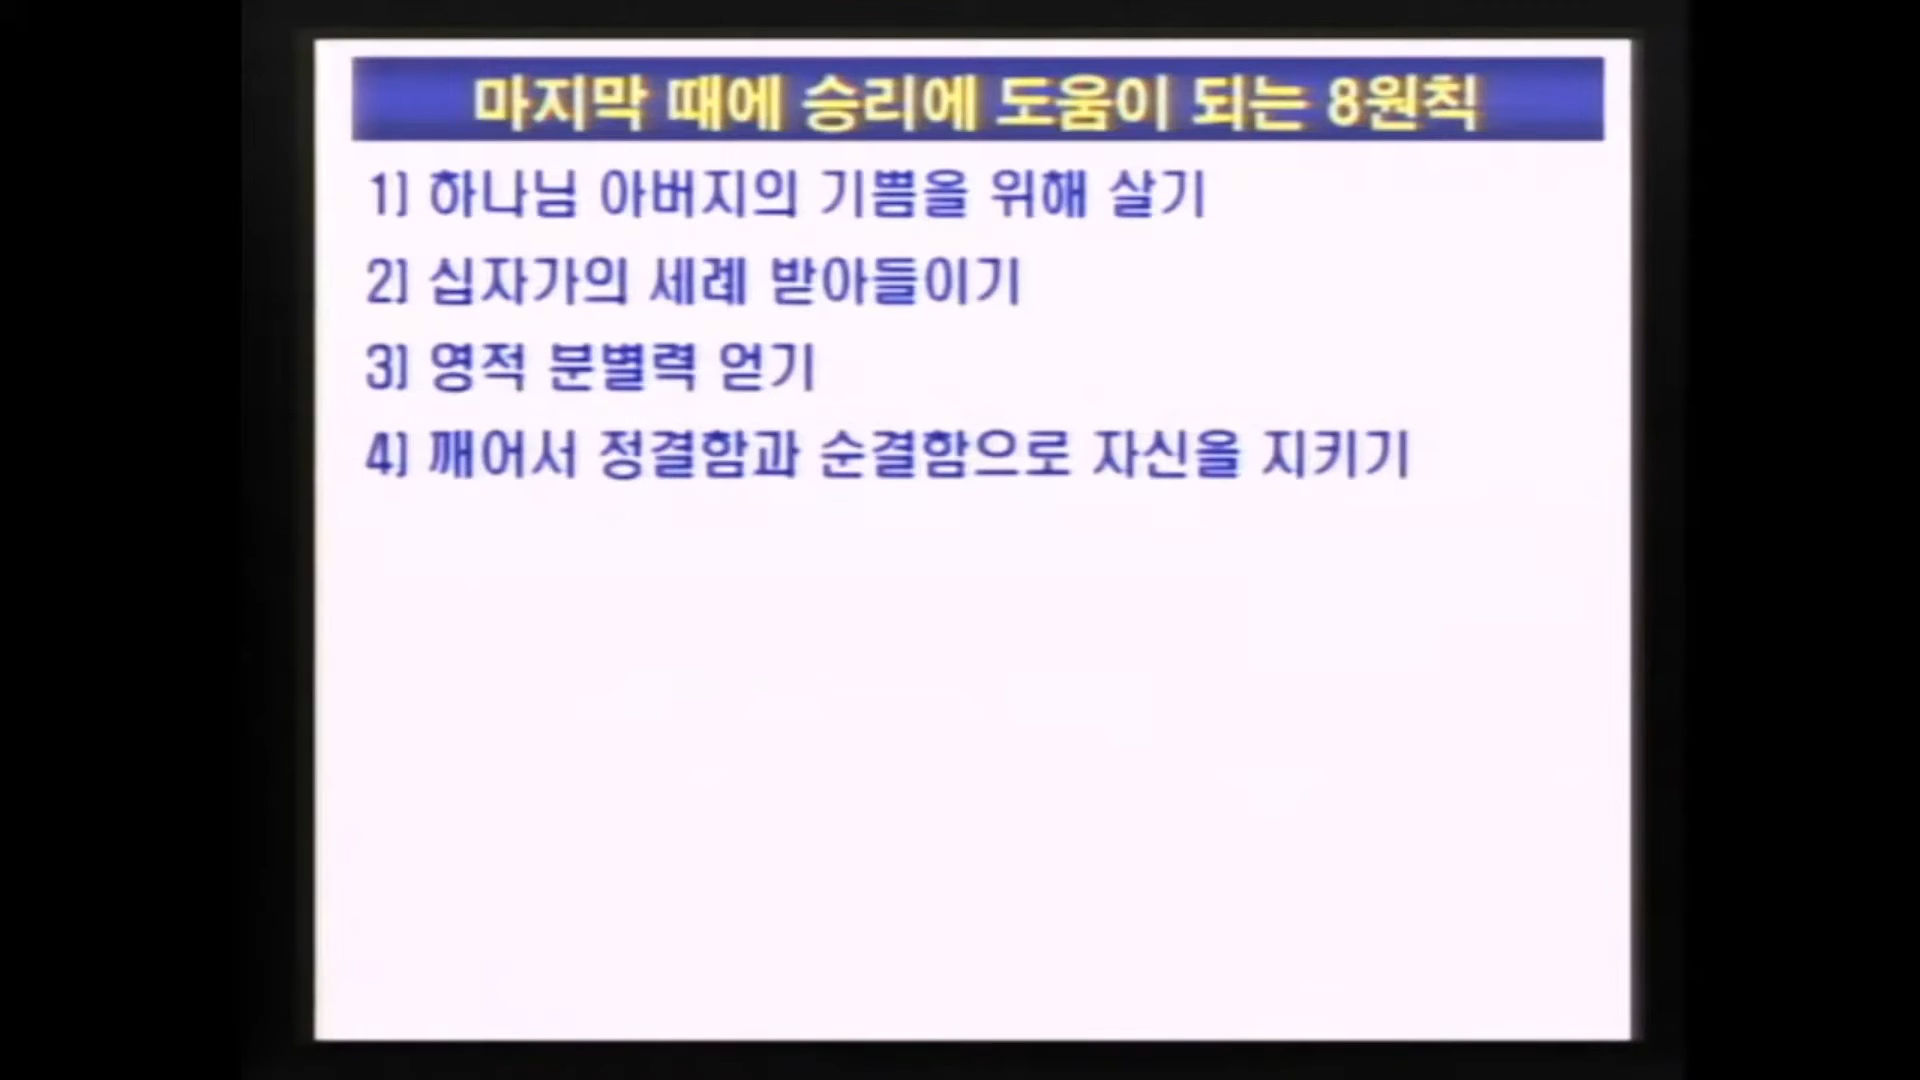 마지막 때에 승리에 도움이 되는 8원칙
1) 하나님 아버지의 기쁨을 위해 살기
2) 십자가의 세례 받아들이기
3) 영적 분별력 얻기
4) 깨어서 정결함과 순결함으로 자신을 지키기